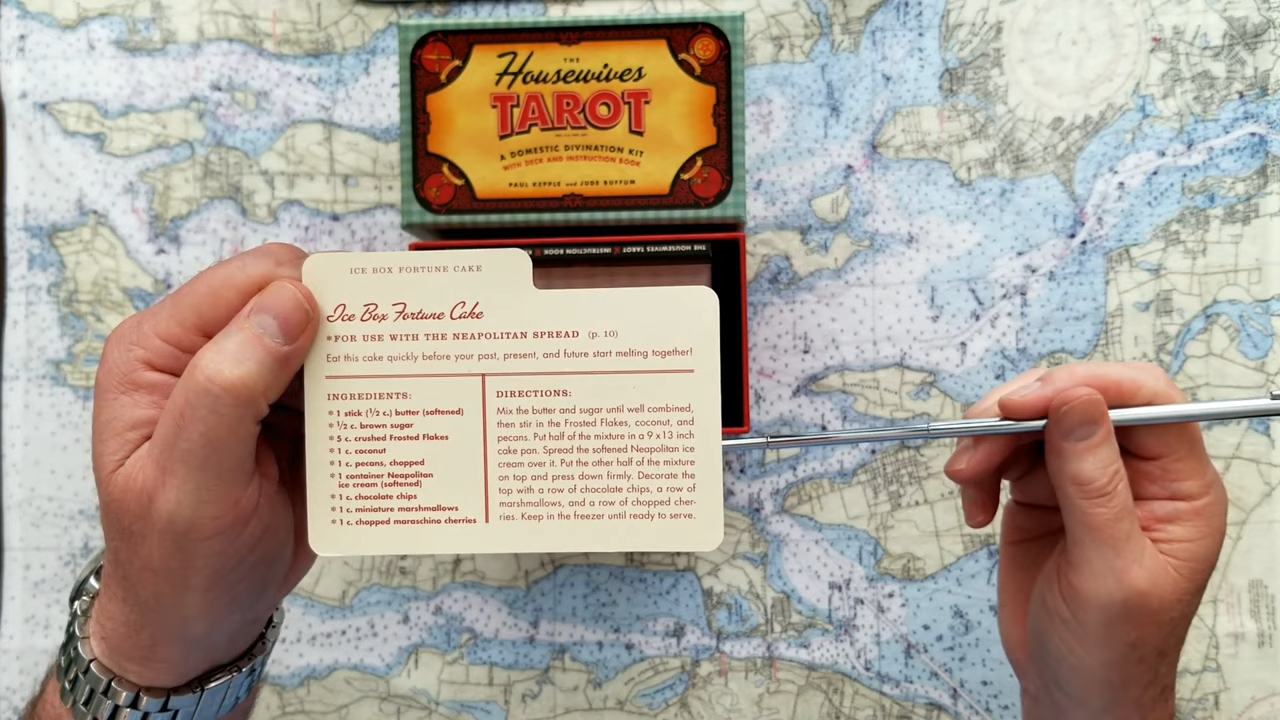 THE
Housewives
TAROT
A DOMESTIC DIVINATION KIT
WITH DECK AND INSTRUCTION BOOK
PAUL KEPPLE and JUDE BUFFUM
THE HOUSEWIVES TAROT INSTRUCTION BOOK
ICE BOX FORTUNE CAKE
Ice Box Fortune Cake
*FOR USE WITH THE NEAPOLITAN SPREAD (p. 10)
Eat this cake quickly before your past, present, and future start melting together!
INGREDIENTS:
* 1 stick (1/2 c.) butter (softened)
* 1/2 c. brown sugar
* 5 c. crushed Frosted Flakes
* 1 c. coconut
* 1 c. pecans, chopped
* 1 container Neapolitan
ice cream (softened)
* 1 c. chocolate chips
* 1 c. miniature marshmallows
* 1 c. chopped maraschino cherries
DIRECTIONS:
Mix the butter and sugar until well combined,
then stir in the Frosted Flakes, coconut, and
pecans. Put half of the mixture in a 9 x13 inch
cake pan. Spread the softened Neapolitan ice
cream over it. Put the other half of the mixture
on top and press down firmly. Decorate the
top with a row of chocolate chips, a row of
marshmallows, and a row of chopped cher-
ries. Keep in the freezer until ready to serve.